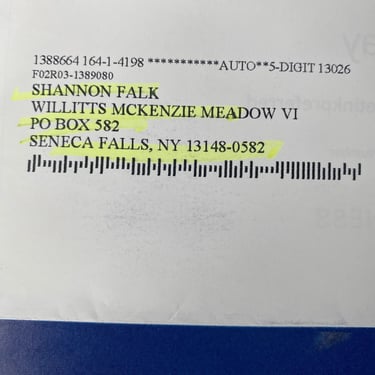 1388664 164-1-4198 ***********AUTO**5-DIGIT 13026
F02R03-1389080
SHANNON FALK
WILLITTS MCKENZIE MEADOW VI
PO BOX 582
SENECA FALLS, NY 13148-0582